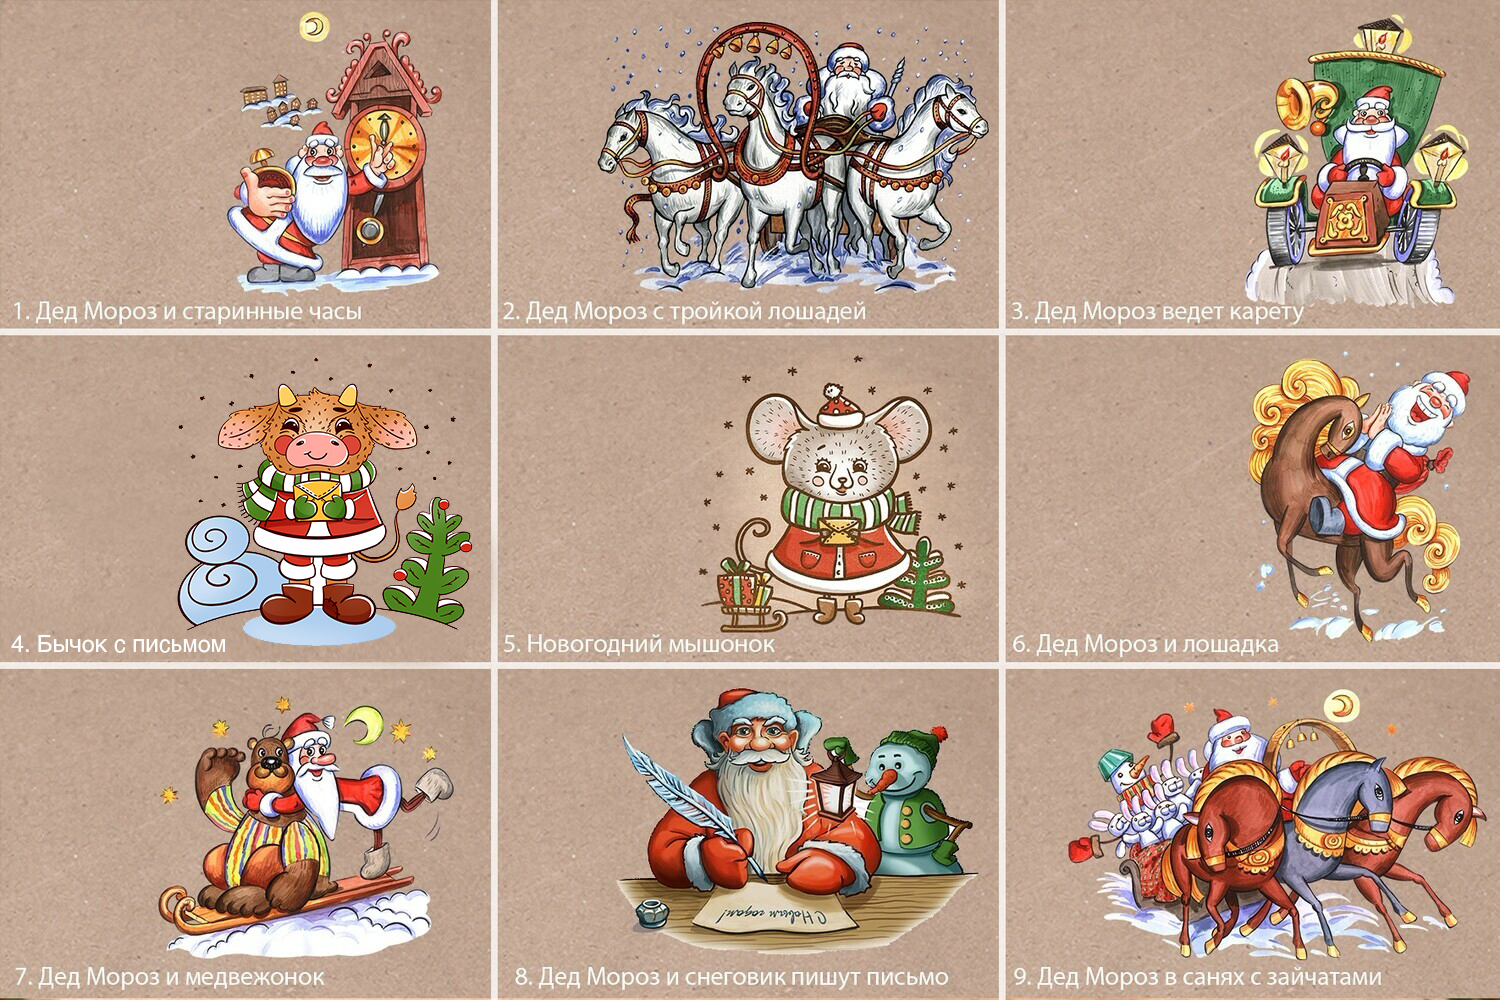 1. Дед Мороз и старинные часы
2. Дед Мороз с тройкой лошадей
3. Дед Мороз ведет карету
4. Бычок с письмом
5. Новогодний мышонок
6. Дед Мороз и лошадка
С Новым годом!
7. Дед Мороз и медвежонок
8. Дед Мороз и снеговик пишут письмо
9. Дед Мороз в санях с зайчатами